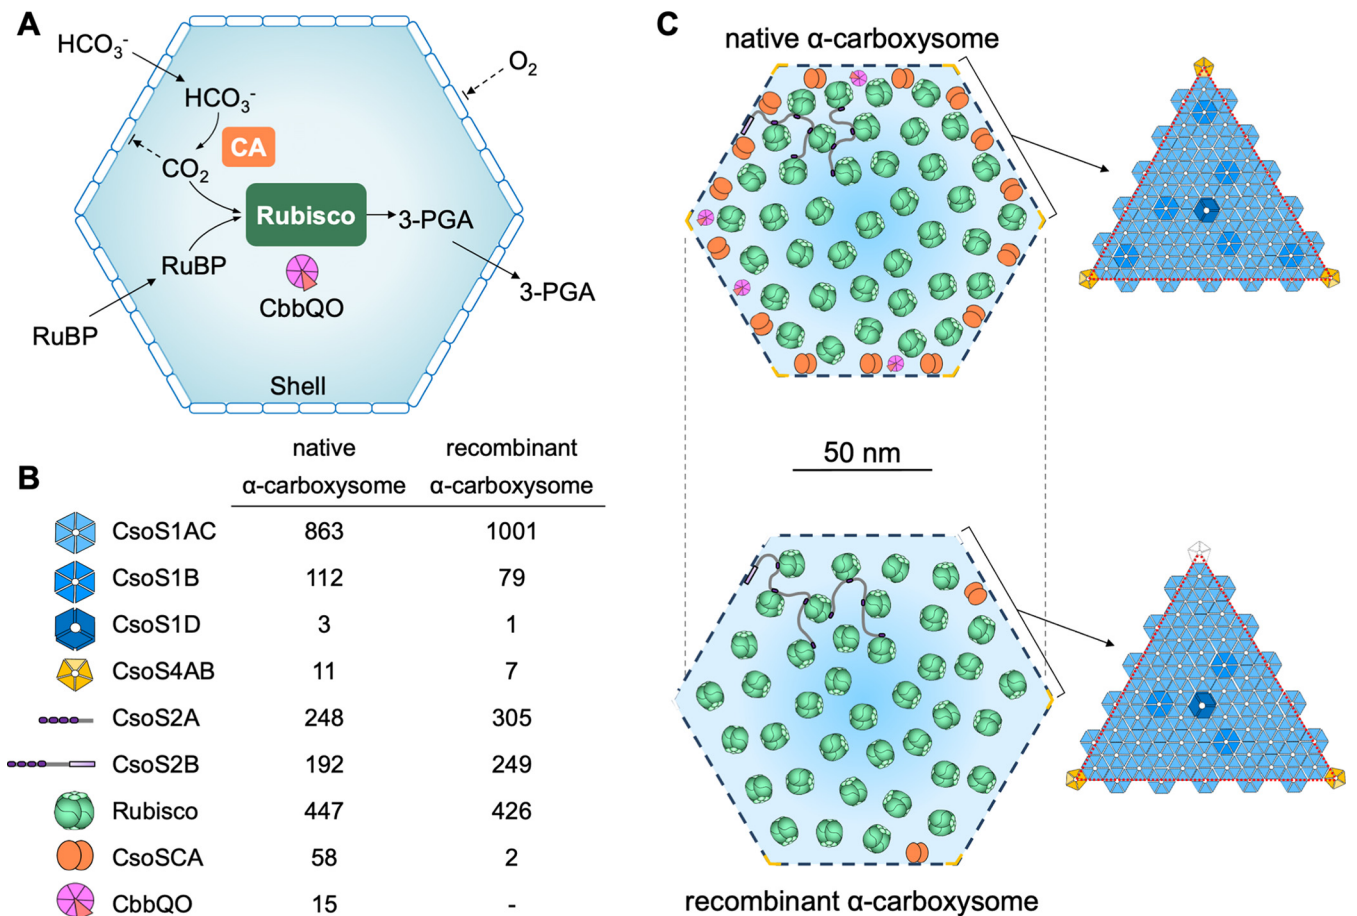 A
HCO₃⁻
HCO₃⁻
O₂
CA
CO₂
Rubisco
3-PGA
RuBP
CbbQO
3-PGA
RuBP
Shell
B
native recombinant
α-carboxysome α-carboxysome
CsoS1AC 863 1001
CsoS1B 112 79
CsoS1D 3 1
CsoS4AB 11 7
CsoS2A 248 305
CsoS2B 192 249
Rubisco 447 426
CsoSCA 58 2
CbbQO 15 -
C
native α-carboxysome
50 nm
recombinant α-carboxysome